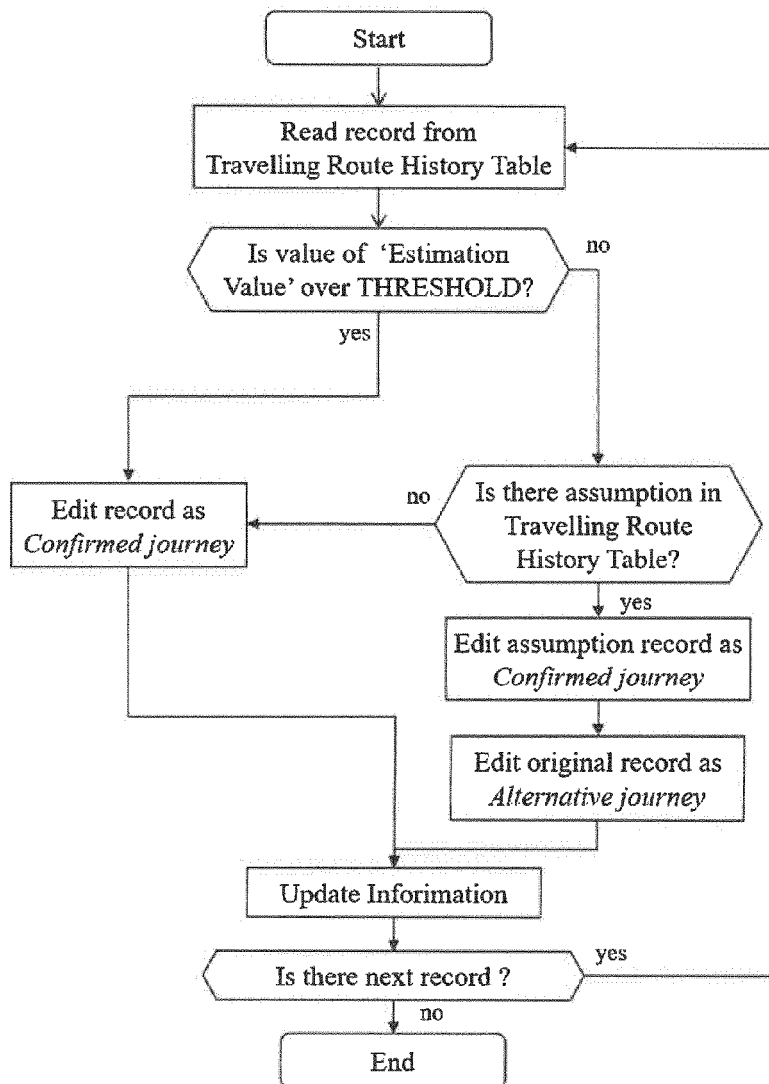 Start
Read record from
Travelling Route History Table
Is value of ‘Estimation
Value’ over THRESHOLD?
no
yes
Is there assumption in
Travelling Route
History Table?
no
Edit record as
Confirmed journey
yes
Edit assumption record as
Confirmed journey
Edit original record as
Alternative journey
Update Inforimation
Is there next record ?
yes
no
End